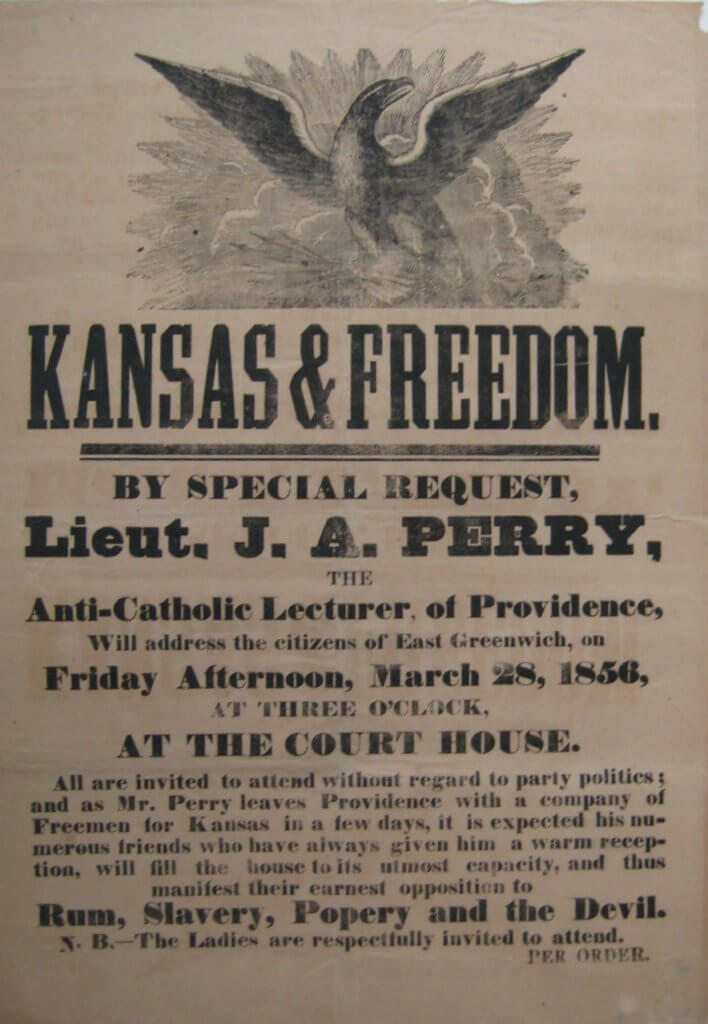 KANSAS & FREEDOM.
BY SPECIAL REQUEST,
Lieut. J. A. PERRY,
THE
Anti-Catholic Lecturer, of Providence,
Will address the citizens of East Greenwich, on
Friday Afternoon, March 28, 1856,
AT THREE O'CLOCK,
AT THE COURT HOUSE.
All are invited to attend without regard to party politics;
and as Mr. Perry leaves Providence with a company of
Freemen for Kansas in a few days, it is expected his nu-
merous friends who have always given him a warm recep-
tion, will fill the house to its utmost capacity, and thus
manifest their earnest opposition to
Rum, Slavery, Popery and the Devil.
N. B.—The Ladies are respectfully invited to attend.
PER ORDER.